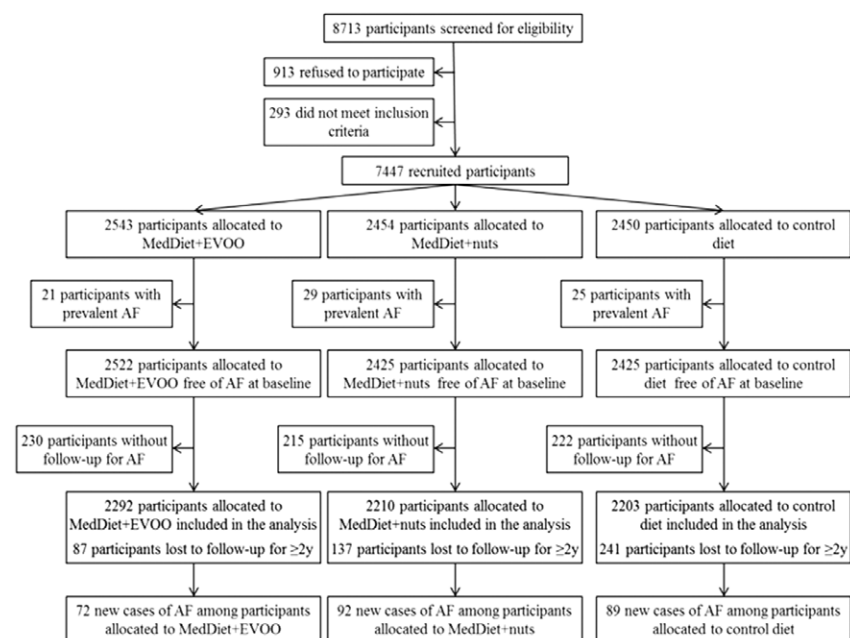 8713 participants screened for eligibility
913 refused to participate
293 did not meet inclusion
criteria
7447 recruited participants
2543 participants allocated to
MedDiet+EVOO
2454 participants allocated to
MedDiet+nuts
2450 participants allocated to control
diet
21 participants with
prevalent AF
29 participants with
prevalent AF
25 participants with
prevalent AF
2522 participants allocated to
MedDiet+EVOO free of AF at baseline
2425 participants allocated to
MedDiet+nuts free of AF at baseline
2425 participants allocated to control
diet free of AF at baseline
230 participants without
follow-up for AF
215 participants without
follow-up for AF
222 participants without
follow-up for AF
2292 participants allocated to
MedDiet+EVOO included in the analysis
87 participants lost to follow-up for ≥2y
2210 participants allocated to
MedDiet+nuts included in the analysis
137 participants lost to follow-up for ≥2y
2203 participants allocated to control
diet included in the analysis
241 participants lost to follow-up for ≥2y
72 new cases of AF among participants
allocated to MedDiet+EVOO
92 new cases of AF among participants
allocated to MedDiet+nuts
89 new cases of AF among participants
allocated to control diet